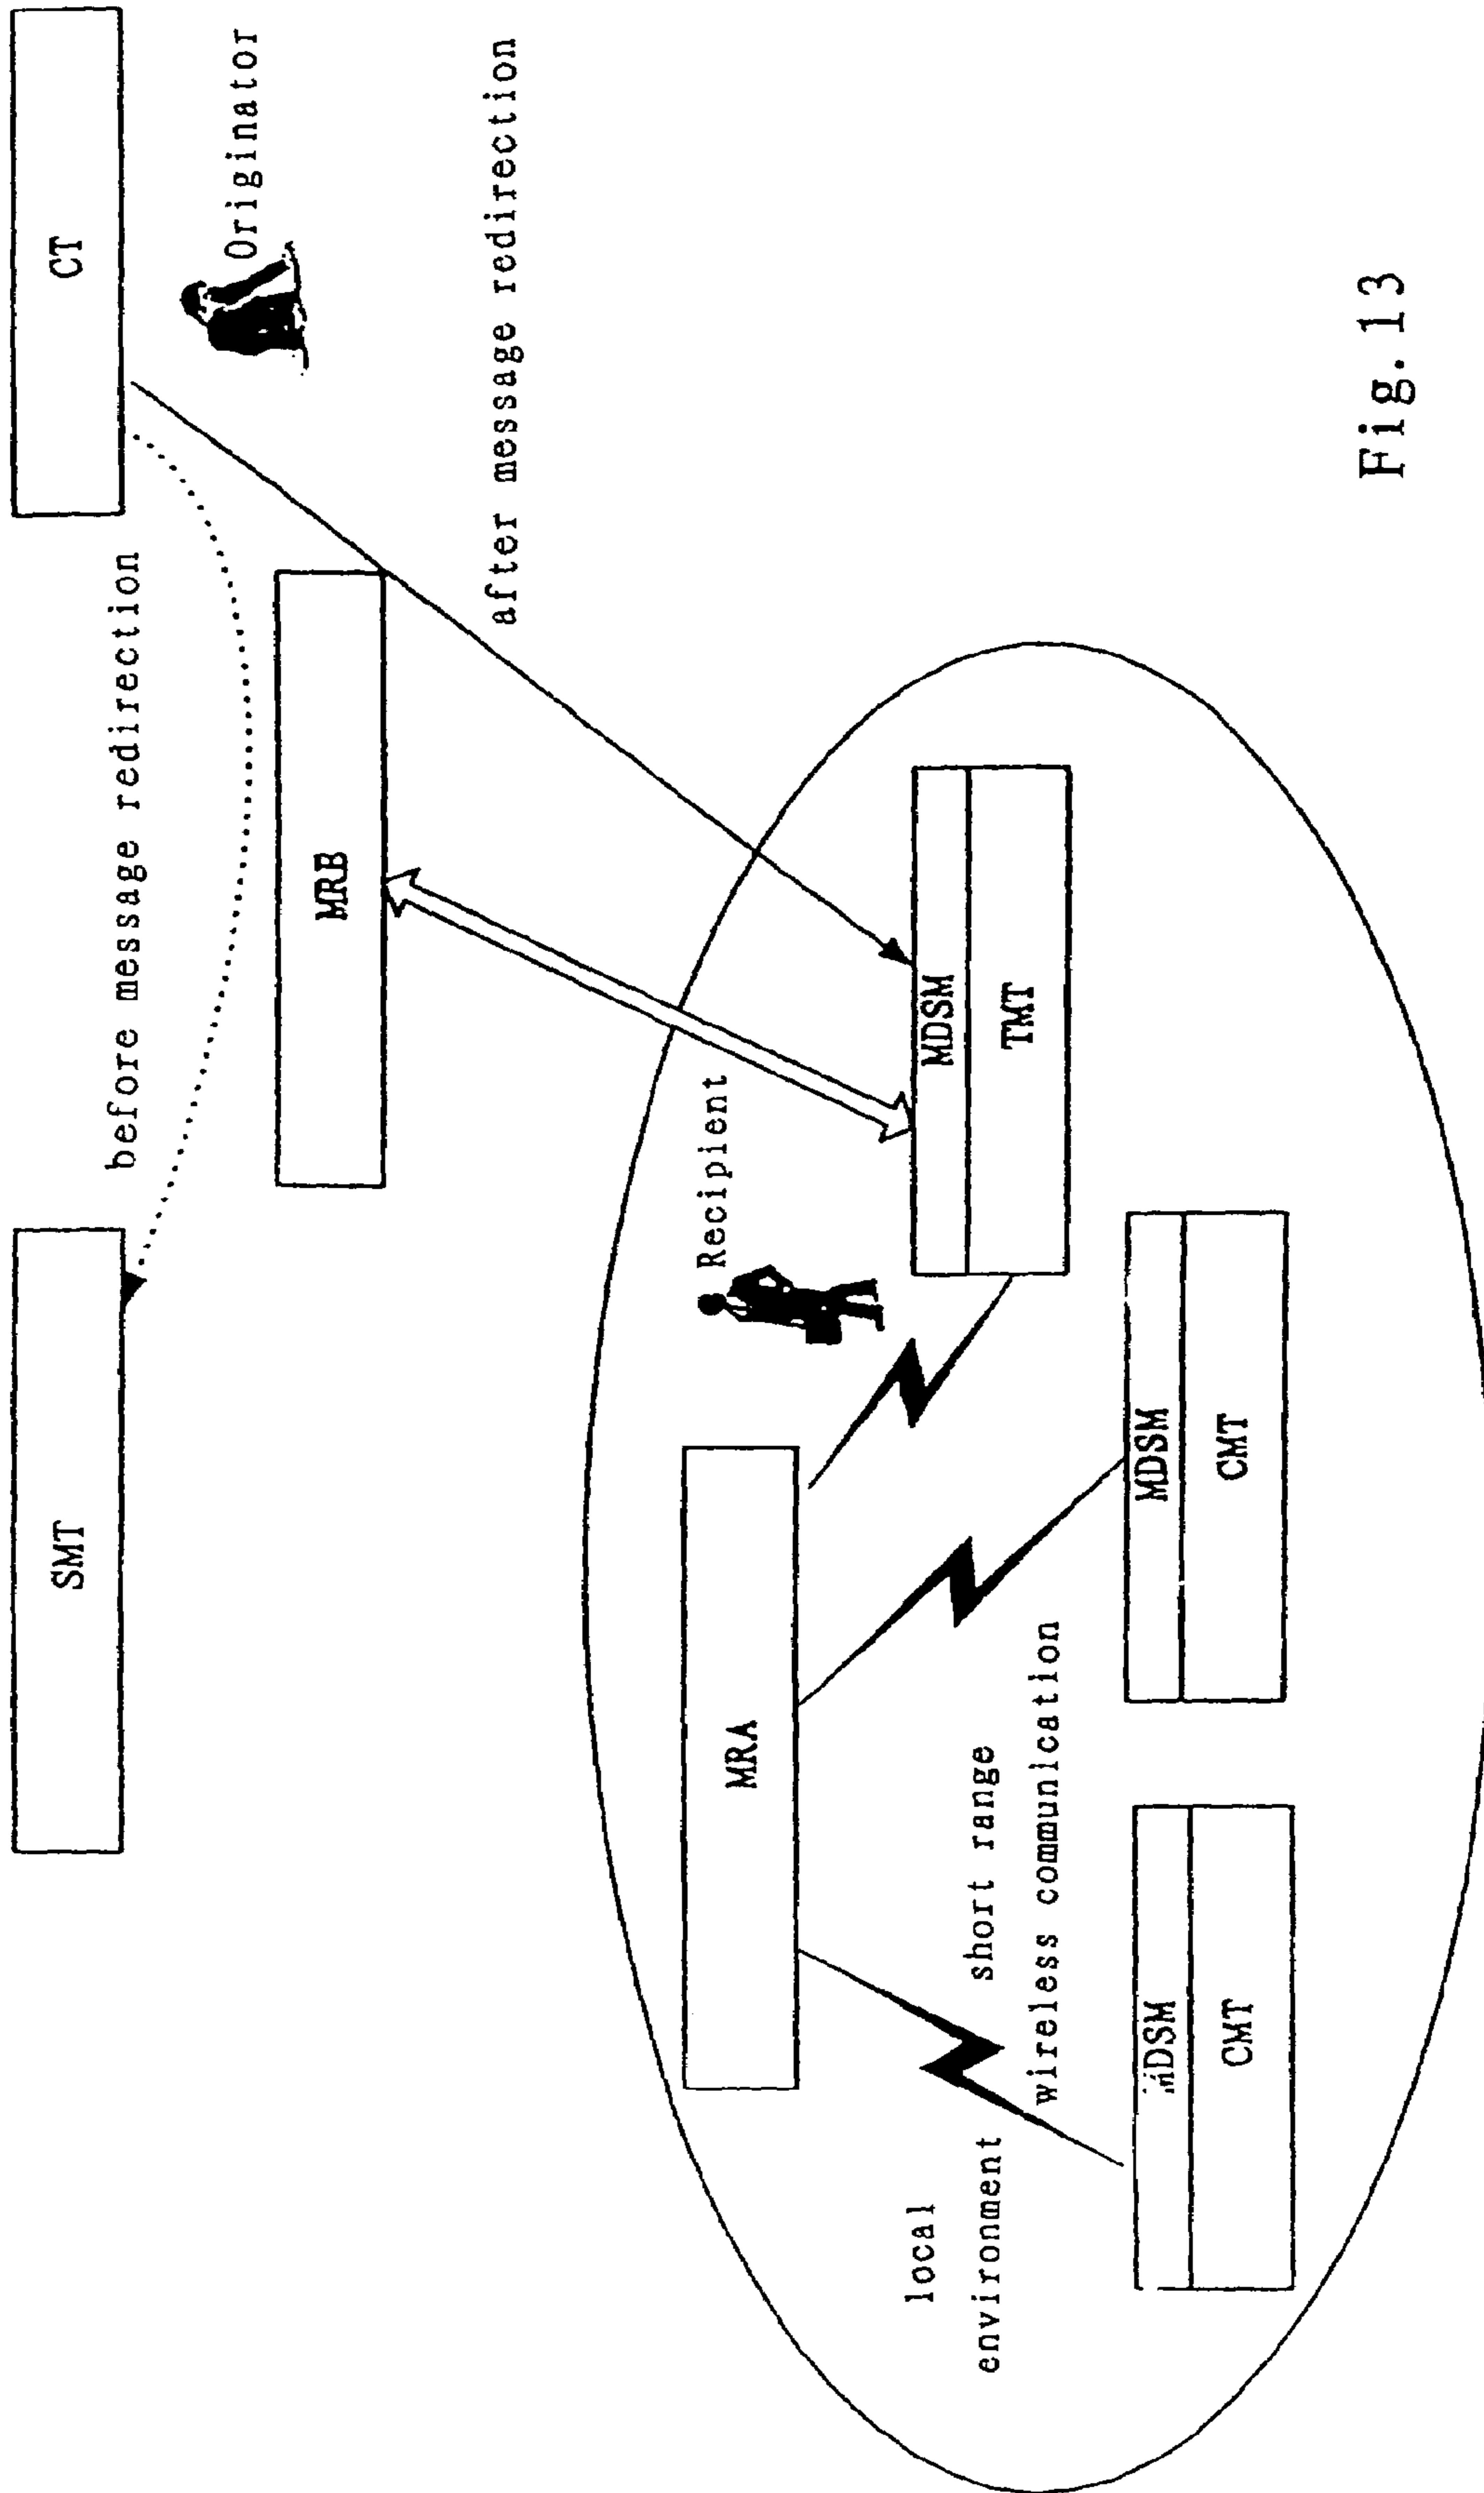 SMT
CT
before message redirection
Originator
MRB
after message redirection
Recipient
MRA
MDSM
TMT
local
environment
short range
wireless communication
MDSM
CMT
MDSM
CMT
Fig. 13